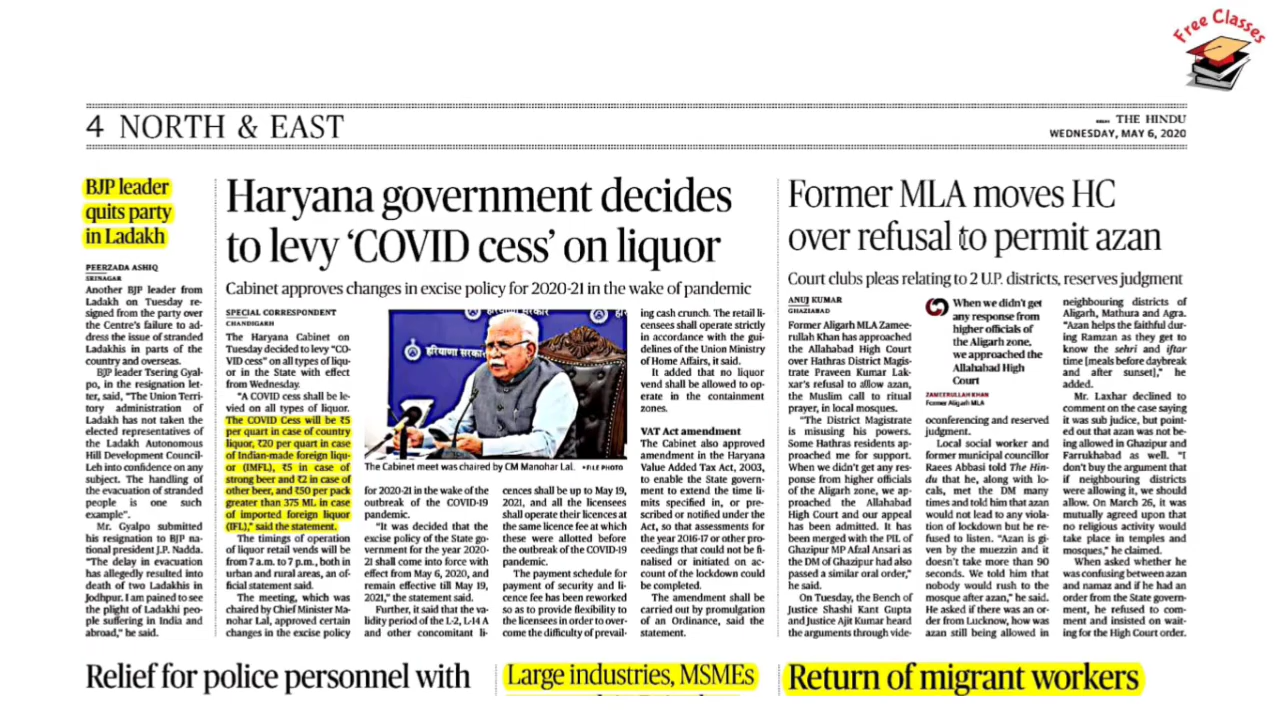 Free Classes
4 NORTH & EAST
THE HINDU
WEDNESDAY, MAY 6, 2020
BJP leader
quits party
in Ladakh
PEERZADA ASHIQ
SRINAGAR
Another BJP leader from
Ladakh on Tuesday re-
signed from the party over
the Centre's failure to ad-
dress the issue of stranded
Ladakhis in parts of the
country and overseas.
BJP leader Tsering Gyal-
po, in the resignation let-
ter, said, "The Union Terri-
tory administration of
Ladakh has not taken the
elected representatives of
the Ladakh Autonomous
Hill Development Council-
Leh into confidence on any
subject. The handling of
the evacuation of stranded
people is one such
example".
Mr. Gyalpo submitted
his resignation to BJP na-
tional president J.P. Nadda.
"The delay in evacuation
has allegedly resulted into
death of two Ladakhis in
Jodhpur. I am pained to see
the plight of Ladakhi peo-
ple suffering in India and
abroad," he said.
Haryana government decides
to levy 'COVID cess' on liquor
Cabinet approves changes in excise policy for 2020-21 in the wake of pandemic
SPECIAL CORRESPONDENT
CHANDIGARH
The Haryana Cabinet on
Tuesday decided to levy "CO-
VID cess" on all types of liqu-
or in the State with effect
from Wednesday.
"A COVID cess shall be le-
vied on all types of liquor.
The COVID Cess will be ₹5
per quart in case of country
liquor, ₹20 per quart in case
of Indian-made foreign liqu-
or (IMFL), ₹5 in case of
strong beer and ₹2 in case of
other beer, and ₹50 per pack
greater than 375 ML in case
of imported foreign liquor
(IFL)," said the statement.
The timings of operation
of liquor retail vends will be
from 7 a.m. to 7 p.m., both in
urban and rural areas, an of-
ficial statement said.
The meeting, which was
chaired by Chief Minister Ma-
nohar Lal, approved certain
changes in the excise policy
हरियाणा सरकार
The Cabinet meet was chaired by CM Manohar Lal. •FILE PHOTO
for 2020-21 in the wake of the
outbreak of the COVID-19
pandemic.
"It was decided that the
excise policy of the State go-
vernment for the year 2020-
21 shall come into force with
effect from May 6, 2020, and
remain effective till May 19,
2021," the statement said.
Further, it said that the va-
lidity period of the L-2, L-14 A
and other concomitant li-
cences shall be up to May 19,
2021, and all the licensees
shall operate their licences at
the same licence fee at which
these were allotted before
the outbreak of the COVID-19
pandemic.
The payment schedule for
payment of security and li-
cence fee has been reworked
so as to provide flexibility to
the licensees in order to over-
come the difficulty of prevail-
ing cash crunch. The retail li-
censees shall operate strictly
in accordance with the gui-
delines of the Union Ministry
of Home Affairs, it said.
It added that no liquor
vend shall be allowed to op-
erate in the containment
zones.
VAT Act amendment
The Cabinet also approved
amendment in the Haryana
Value Added Tax Act, 2003,
to enable the State govern-
ment to extend the time li-
mits specified in, or pre-
scribed or notified under the
Act, so that assessments for
the year 2016-17 or other pro-
ceedings that could not be fi-
nalised or initiated on ac-
count of the lockdown could
be completed.
The amendment shall be
carried out by promulgation
of an Ordinance, said the
statement.
Former MLA moves HC
over refusal to permit azan
Court clubs pleas relating to 2 U.P. districts, reserves judgment
ANUJ KUMAR
GHAZIABAD
Former Aligarh MLA Zamee-
rullah Khan has approached
the Allahabad High Court
over Hathras District Magis-
trate Praveen Kumar Lak-
xar's refusal to allow azan,
the Muslim call to ritual
prayer, in local mosques.
"The District Magistrate
is misusing his powers.
Some Hathras residents ap-
proached me for support.
When we didn't get any res-
ponse from higher officials
of the Aligarh zone, we ap-
proached the Allahabad
High Court and our appeal
has been admitted. It has
been merged with the PIL of
Ghazipur MP Afzal Ansari as
the DM of Ghazipur had also
passed a similar oral order,"
he said.
On Tuesday, the Bench of
Justice Shashi Kant Gupta
and Justice Ajit Kumar heard
the arguments through vide-
When we didn't get
any response from
higher officials of
the Aligarh zone,
we approached the
Allahabad High
Court
ZAMEERULLAH KHAN
Former Aligarh MLA
oconferencing and reserved
judgment.
Local social worker and
former municipal councillor
Raees Abbasi told The Hin-
du that he, along with lo-
cals, met the DM many
times and told him that azan
would not lead to any viola-
tion of lockdown but he re-
fused to listen. "Azan is gi-
ven by the muezzin and it
doesn't take more than 90
seconds. We told him that
nobody would rush to the
mosque after azan," he said.
He asked if there was an or-
der from Lucknow, how was
azan still being allowed in
neighbouring districts of
Aligarh, Mathura and Agra.
"Azan helps the faithful dur-
ing Ramzan as they get to
know the sehri and iftar
time [meals before daybreak
and after sunset]," he
added.
Mr. Laxhar declined to
comment on the case saying
it was sub judice, but point-
ed out that azan was not be-
ing allowed in Ghazipur and
Farrukhabad as well. "I
don't buy the argument that
if neighbouring districts
were allowing it, we should
allow. On March 26, it was
mutually agreed upon that
no religious activity would
take place in temples and
mosques," he claimed.
When asked whether he
was confusing between azan
and namaz and if he had an
order from the State govern-
ment, he refused to com-
ment and insisted on wait-
ing for the High Court order.
Relief for police personnel with
Large industries, MSMEs
Return of migrant workers